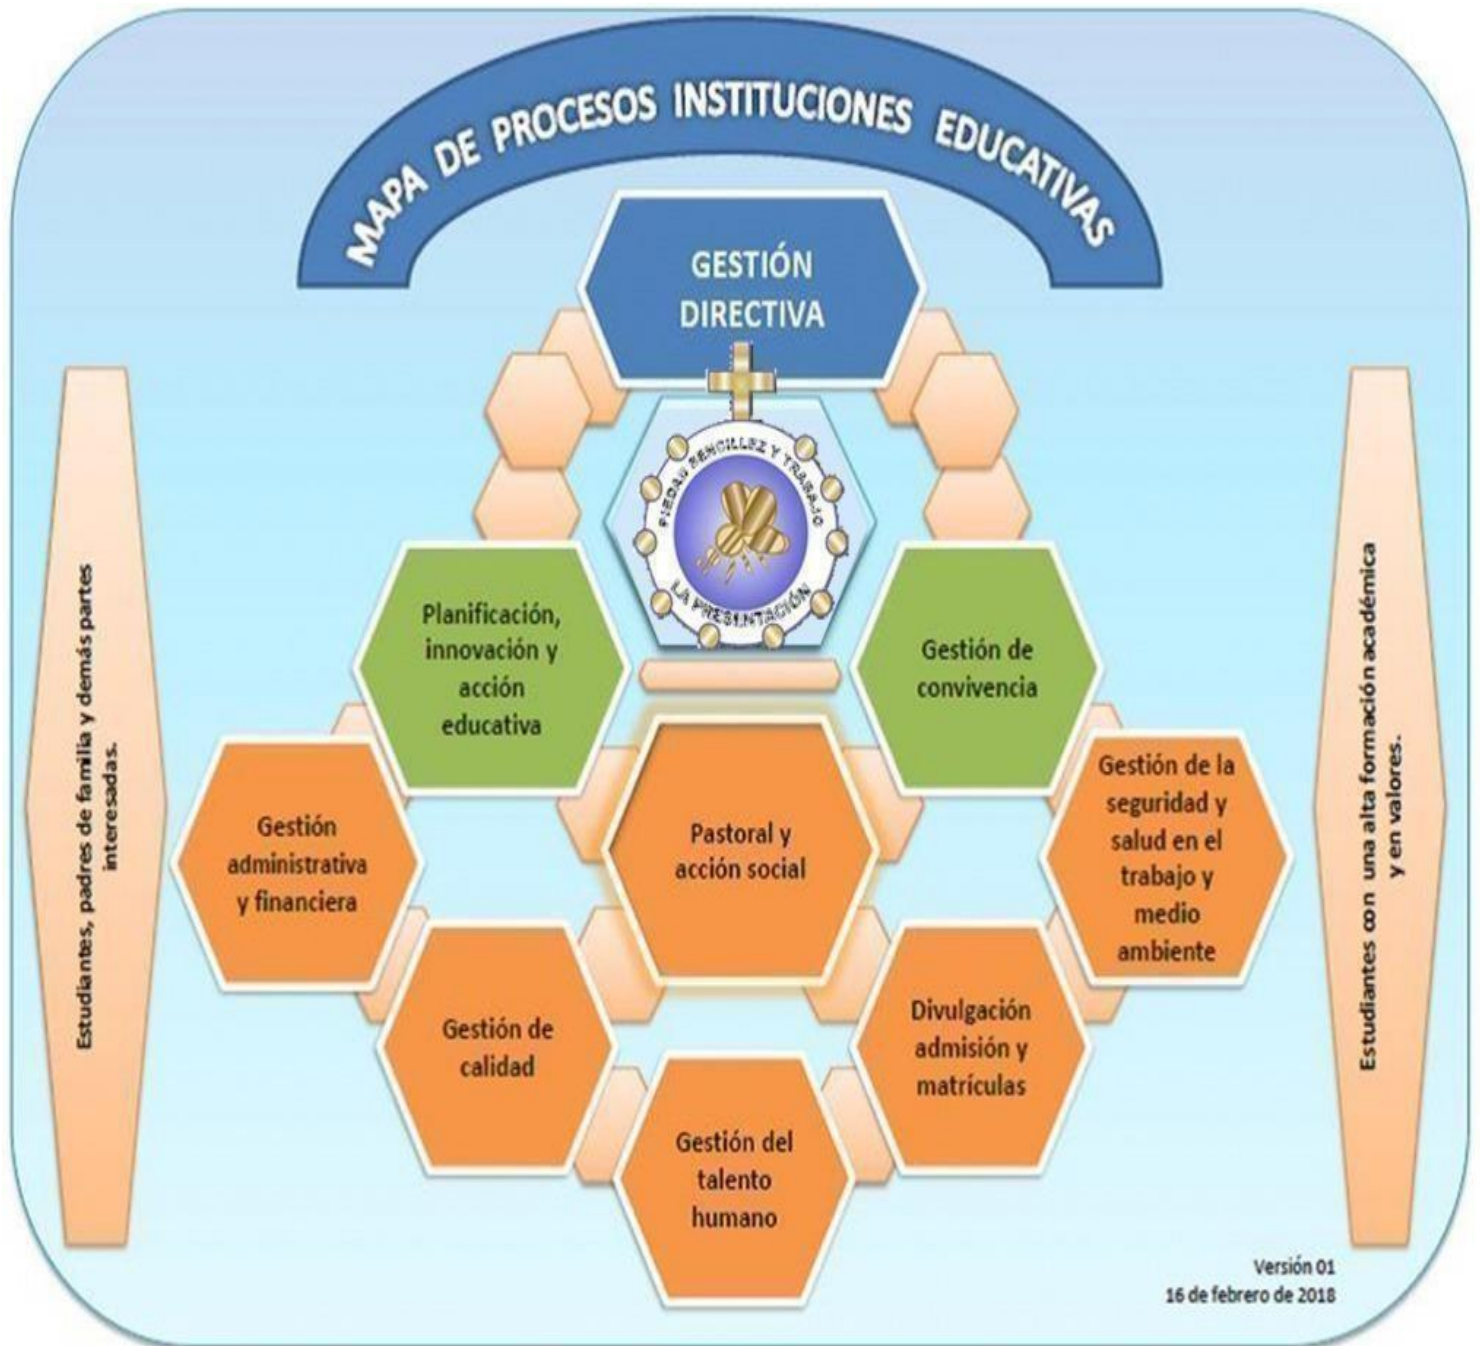 MAPA DE PROCESOS INSTITUCIONES EDUCATIVAS
GESTIÓN
DIRECTIVA
PIEDAD SENCILLEZ Y TRABAJO
LA PRESENTACIÓN
Planificación,
innovación y
acción
educativa
Gestión de
convivencia
Gestión
administrativa
y financiera
Pastoral y
acción social
Gestión de la
seguridad y
salud en el
trabajo y
medio
ambiente
Gestión de
calidad
Divulgación
admisión y
matrículas
Gestión del
talento
humano
Estudiantes, padres de familia y demás partes
interesadas.
Estudiantes con una alta formación académica
y en valores.
Versión 01
16 de febrero de 2018